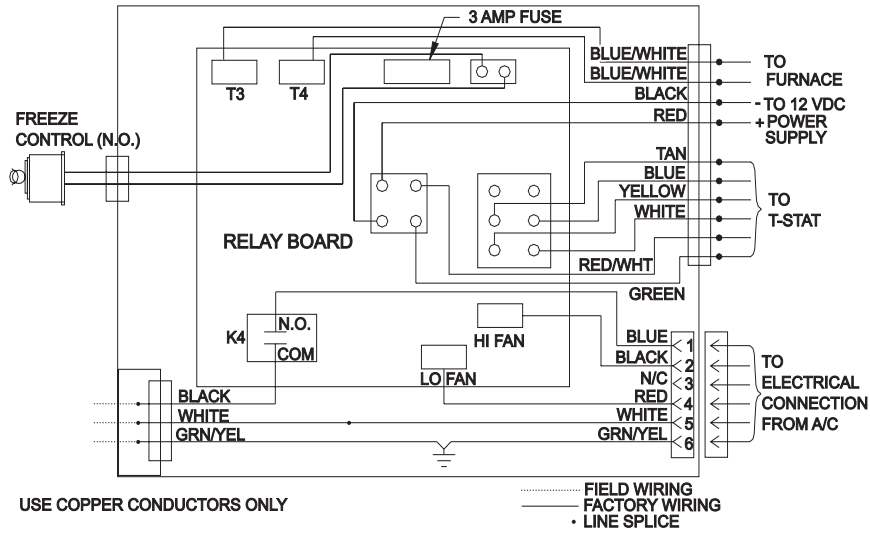 3 AMP FUSE
BLUE/WHITE
TO
FURNACE
T3
T4
BLUE/WHITE
BLACK
- TO 12 VDC
RED
+ POWER
SUPPLY
FREEZE
CONTROL (N.O.)
TAN
BLUE
YELLOW
WHITE
TO
T-STAT
RELAY BOARD
RED/WHT
GREEN
K4
N.O.
COM
HI FAN
LO FAN
BLUE
1
BLACK
2
N/C
3
RED
4
WHITE
5
GRN/YEL
6
TO
ELECTRICAL
CONNECTION
FROM A/C
BLACK
WHITE
GRN/YEL
USE COPPER CONDUCTORS ONLY
FIELD WIRING
FACTORY WIRING
LINE SPLICE